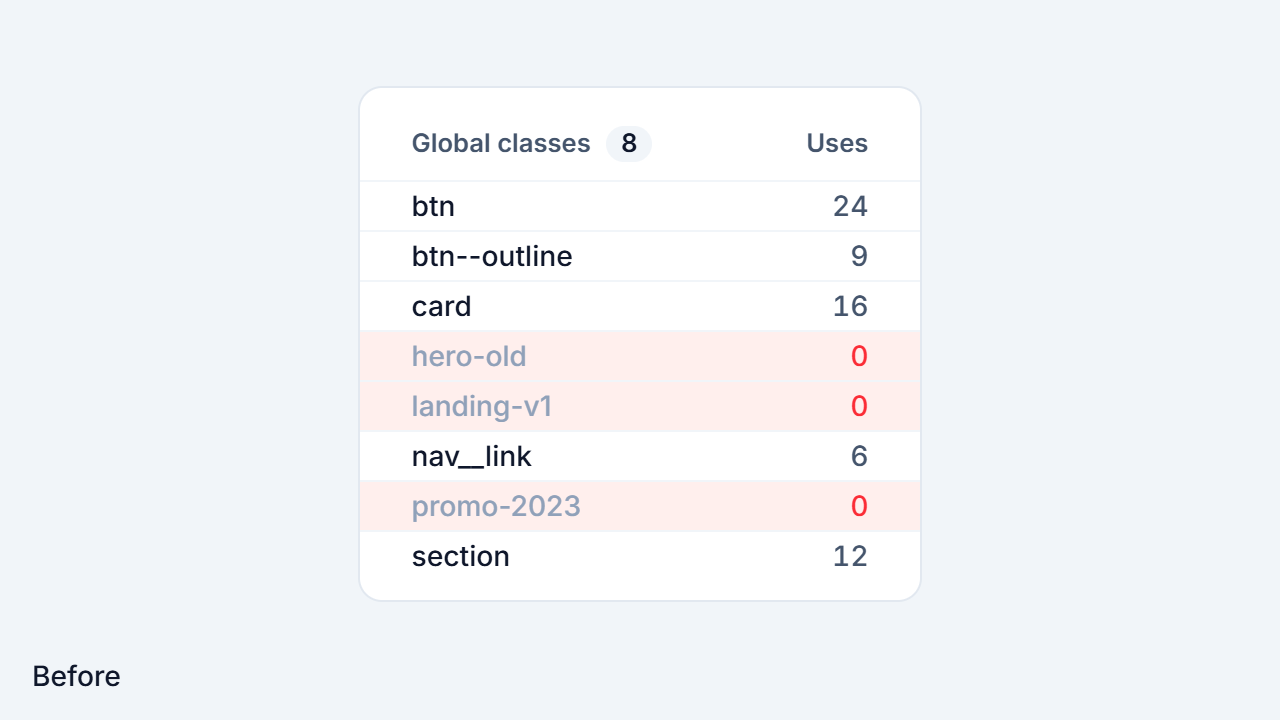 Global classes 8 Uses
btn 24
btn--outline 9
card 16
hero-old 0
landing-v1 0
nav__link 6
promo-2023 0
section 12
Before